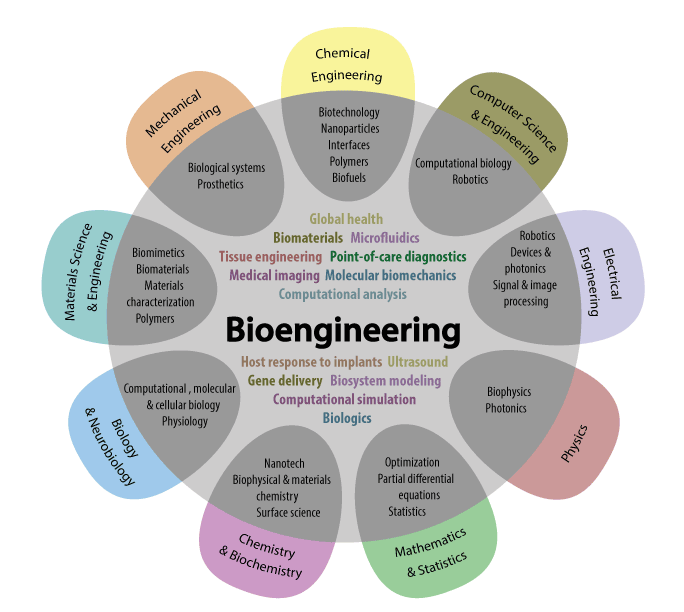 Chemical
Engineering
Biotechnology
Nanoparticles
Interfaces
Polymers
Biofuels
Computer Science
& Engineering
Computational biology
Robotics
Electrical
Engineering
Robotics
Devices &
photonics
Signal & image
processing
Physics
Biophysics
Photonics
Mathematics
& Statistics
Optimization
Partial differential
equations
Statistics
Chemistry
& Biochemistry
Nanotech
Biophysical & materials
chemistry
Surface science
Biology
& Neurobiology
Computational , molecular
& cellular biology
Physiology
Materials Science
& Engineering
Biomimetics
Biomaterials
Materials
characterization
Polymers
Mechanical
Engineering
Biological systems
Prosthetics
Global health
Biomaterials Microfluidics
Tissue engineering Point-of-care diagnostics
Medical imaging Molecular biomechanics
Computational analysis
Bioengineering
Host response to implants Ultrasound
Gene delivery Biosystem modeling
Computational simulation
Biologics